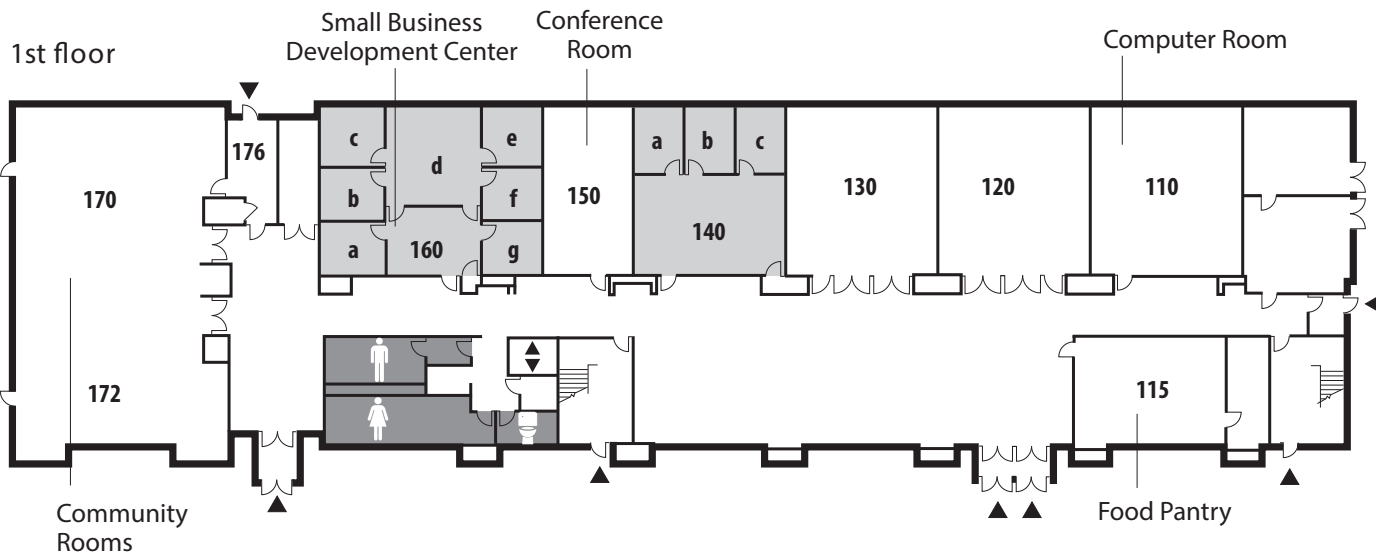 1st floor
Small Business
Development Center
Conference
Room
Computer Room
c
e
a
b
c
176
d
170
b
f
150
130
120
110
140
a
160
g
172
115
Community
Rooms
Food Pantry